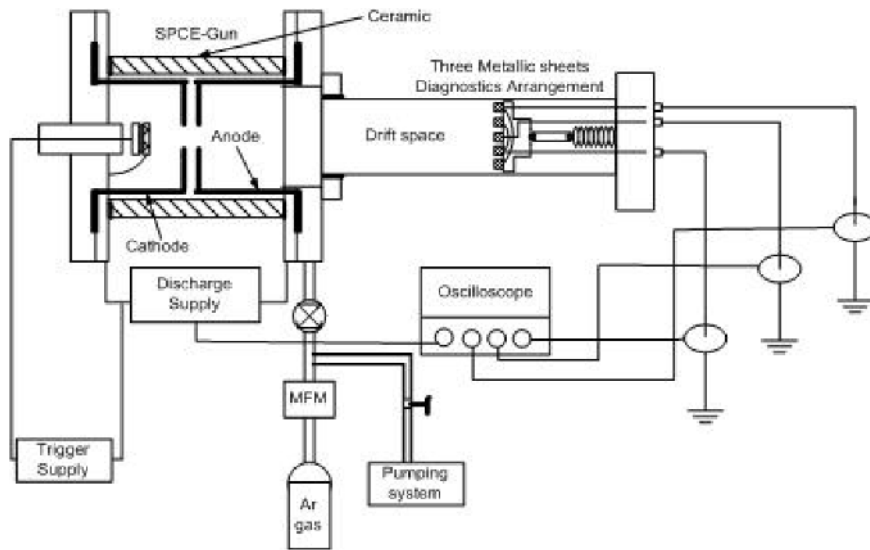 Ceramic
SPCE-Gun
Three Metallic sheets
Diagnostics Arrangement
Drift space
Anode
Cathode
Discharge
Supply
Oscilloscope
MFM
Trigger
Supply
Pumping
system
Ar
gas